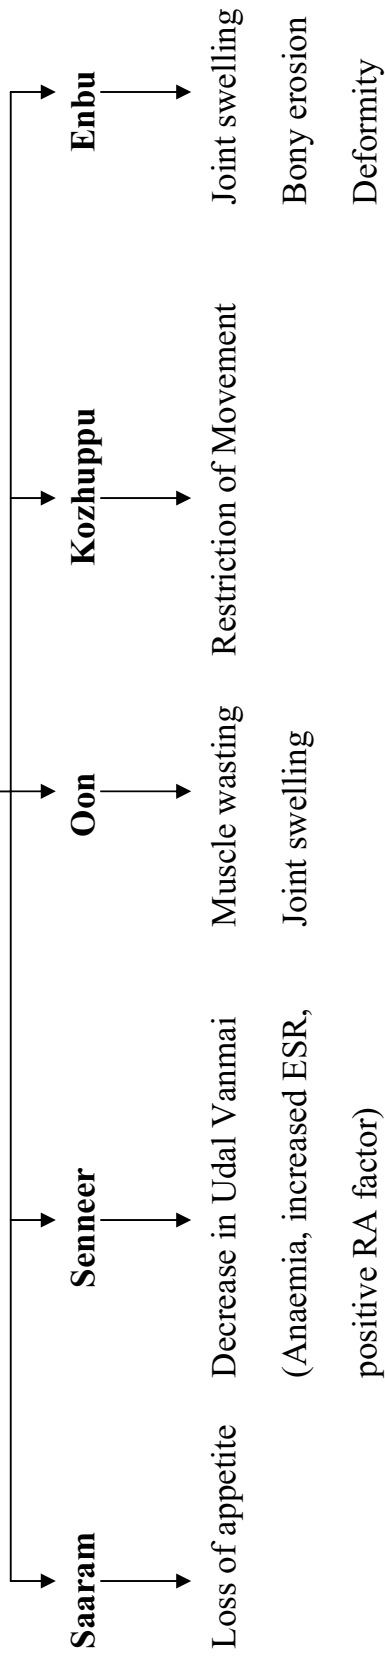 Saaram
Senneer
Oon
Kozhuppu
Enbu
Loss of appetite
Decrease in Udal Vanmai
(Anaemia, increased ESR,
positive RA factor)
Muscle wasting
Joint swelling
Restriction of Movement
Joint swelling
Bony erosion
Deformity